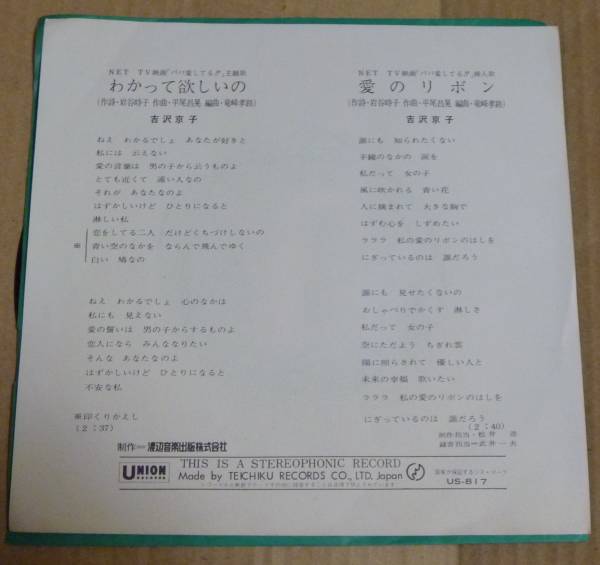 NET TV映画「パパ愛してるゥ」主題歌
わかって欲しいの
(作詩・岩谷時子 作曲・平尾昌晃 編曲・竜崎孝路)
吉沢京子
ねえ わかるでしょ あなたが好きと
私には 云えない
愛の言葉は 男の子から云うものよ
とても近くて 遠い人なの
それが あなたなのよ
はずかしいけど ひとりになると
淋しい私
恋をしてる二人 だけどくちづけしないの
※ 青い空のなかを ならんで飛んでゆく
白い 鳩なの
ねえ わかるでしょ 心のなかは
私にも 見えない
愛の誓いは 男の子からするものよ
恋人になら みんななりたい
そんな あなたなのよ
はずかしいけど ひとりになると
不安な私
※印くりかえし
(2:37)
NET TV映画「パパ愛してるゥ」挿入歌
愛のリボン
(作詩・岩谷時子 作曲・平尾昌晃 編曲・竜崎孝路)
吉沢京子
誰にも 知られたくない
手鏡のなかの 涙を
私だって 女の子
風に吹かれる 青い花
人に摘まれて 大きな胸で
はずむ心を しずめたい
ラララ 私の愛のリボンのはしを
にぎっているのは 誰だろう
誰にも 見せたくないの
おしゃべりでかくす 淋しさ
私だって 女の子
空にただよう ちぎれ雲
陽に照らされて 優しい人と
未来の幸福 歌いたい
ラララ 私の愛のリボンのはしを
にぎっているのは 誰だろう
(2:40)
制作担当・松井
録音担当＝武井一夫
制作 渡辺音楽出版株式会社
UNION RECORDS
THIS IS A STEREOPHONIC RECORD
Made by TEICHIKU RECORDS CO., LTD. Japan
US-817